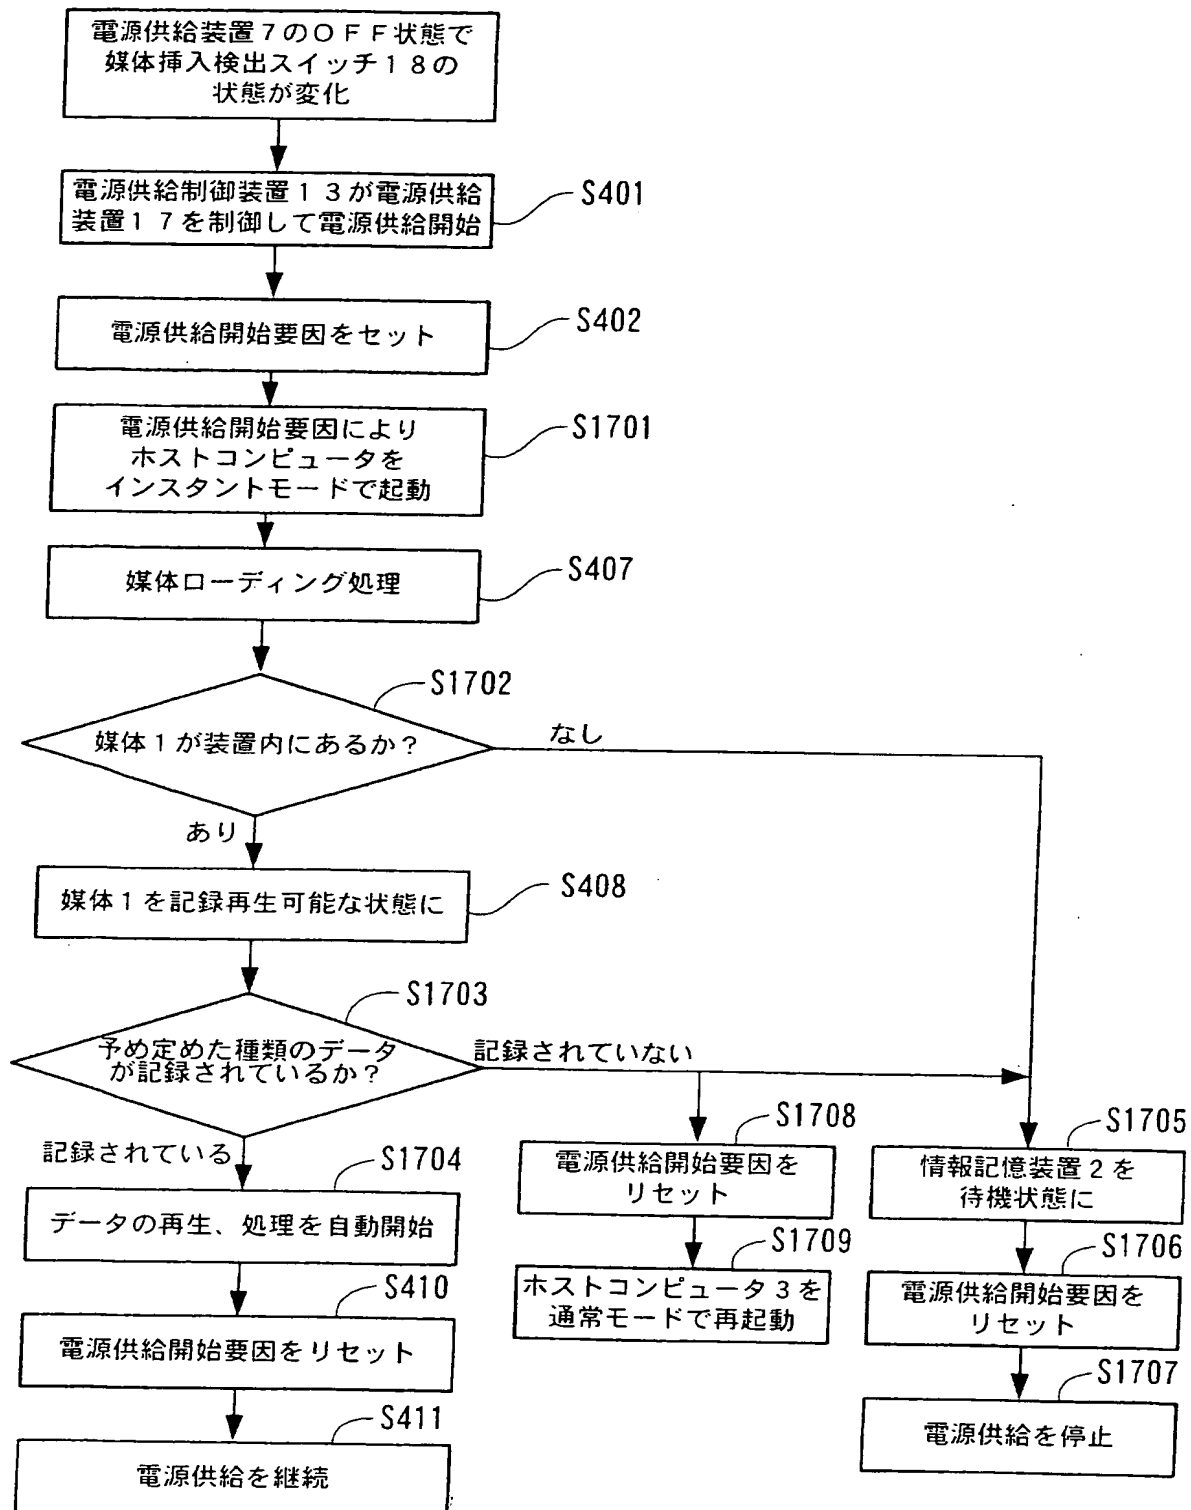 電源供給装置7のOFF状態で
媒体挿入検出スイッチ18の
状態が変化
電源供給制御装置13が電源供給
装置17を制御して電源供給開始
S401
電源供給開始要因をセット
S402
電源供給開始要因により
ホストコンピュータを
インスタントモードで起動
S1701
媒体ローディング処理
S407
S1702
媒体1が装置内にあるか?
なし
あり
媒体1を記録再生可能な状態に
S408
S1703
予め定めた種類のデータ
が記録されているか?
記録されていない
記録されている
S1704
データの再生、処理を自動開始
S410
電源供給開始要因をリセット
S411
電源供給を継続
S1708
電源供給開始要因を
リセット
S1709
ホストコンピュータ3を
通常モードで再起動
S1705
情報記憶装置2を
待機状態に
S1706
電源供給開始要因を
リセット
S1707
電源供給を停止